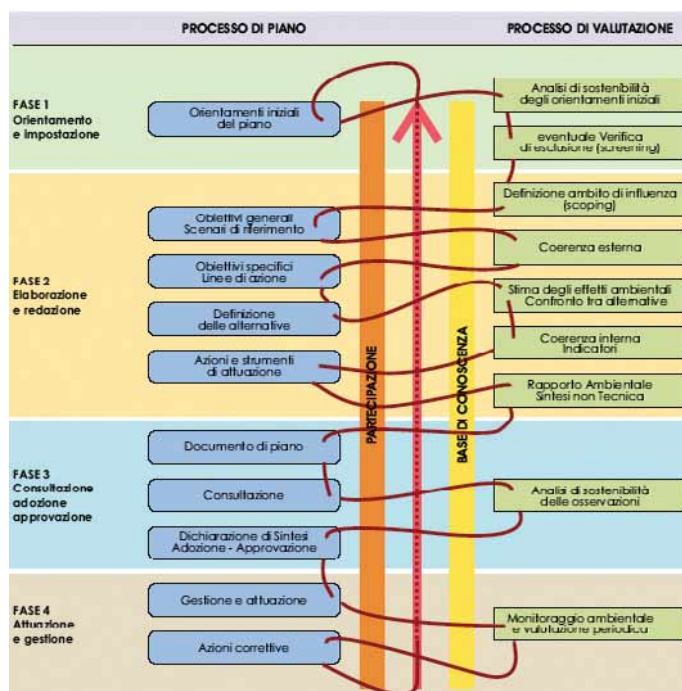 PROCESSO DI PIANO
PROCESSO DI VALUTAZIONE
FASE 1
Orientamento
e impostazione
Orientamenti iniziali
del piano
Analisi di sostenibilità
degli orientamenti iniziali
eventuale Verifica
di esclusione (screening)
FASE 2
Elaborazione
e redazione
Obiettivi generali
Scenari di riferimento
Obiettivi specifici
Linee di azione
Definizione
delle alternative
Azioni e strumenti
di attuazione
Definizione ambito di influenza
(scoping)
Coerenza esterna
Stima degli effetti ambientali
Confronto tra alternative
Coerenza interna
Indicatori
Rapporto Ambientale
Sintesi non Tecnica
PARTECIPAZIONE
BASE DI CONOSCENZA
FASE 3
Consultazione
adozione
approvazione
Documento di piano
Consultazione
Dichiarazione di Sintesi
Adozione - Approvazione
Analisi di sostenibilità
delle osservazioni
FASE 4
Attuazione
e gestione
Gestione e attuazione
Azioni correttive
Monitoraggio ambientale
e valutazione periodica